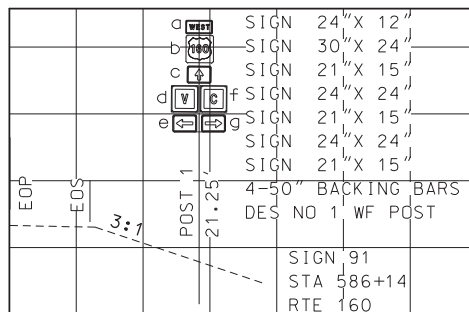 a WEST SIGN 24"X 12"
b 160 SIGN 30"X 24"
c SIGN 21"X 15"
d V C f SIGN 24"X 24"
e g SIGN 21"X 15"
SIGN 24"X 24"
SIGN 21"X 15"
4-50" BACKING BARS
DES NO 1 WF POST
EOP
EOS
3:1
POST 1
21.25'
SIGN 91
STA 586+14
RTE 160